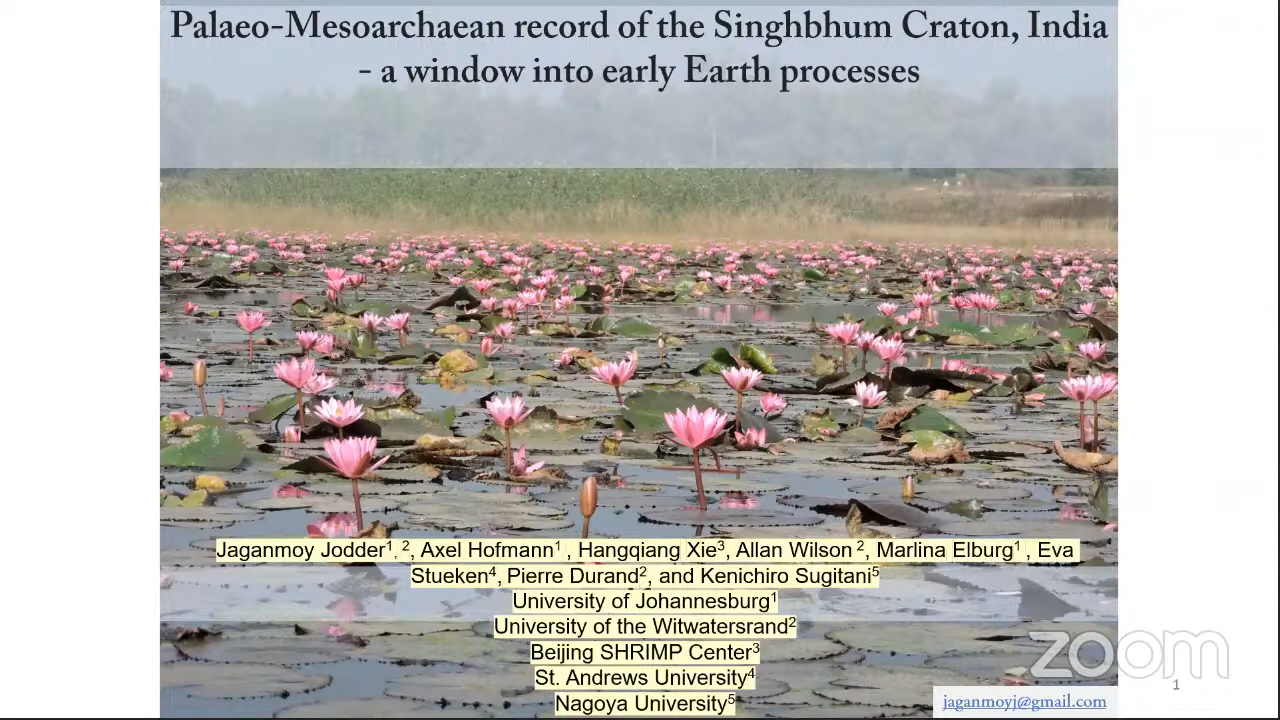 Palaeo-Mesoarchaean record of the Singhbhum Craton, India
- a window into early Earth processes
Jaganmoy Jodder1, 2, Axel Hofmann1 , Hangqiang Xie3, Allan Wilson 2, Marlina Elburg1 , Eva
Stueken4, Pierre Durand2, and Kenichiro Sugitani5
University of Johannesburg1
University of the Witwatersrand2
Beijing SHRIMP Center3
St. Andrews University4
Nagoya University5
zoom
1
jaganmoyj@gmail.com